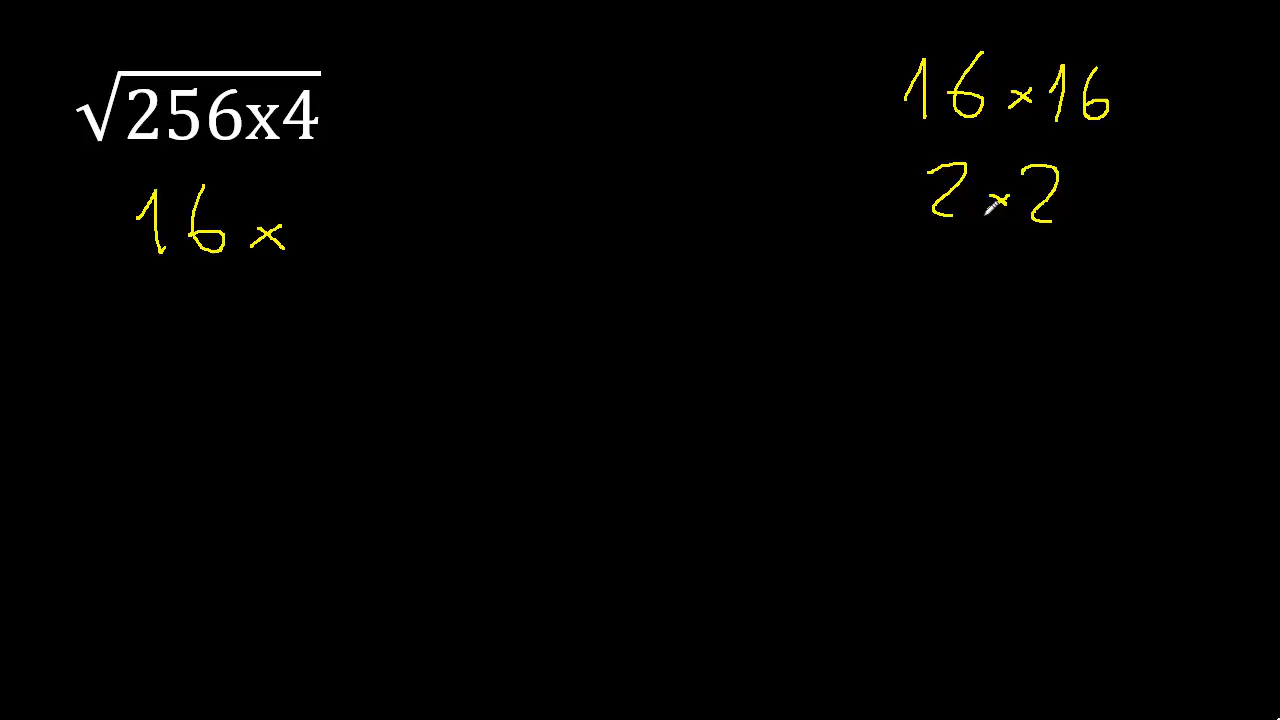 √256x4
16 ×
16 × 16
2 × 2